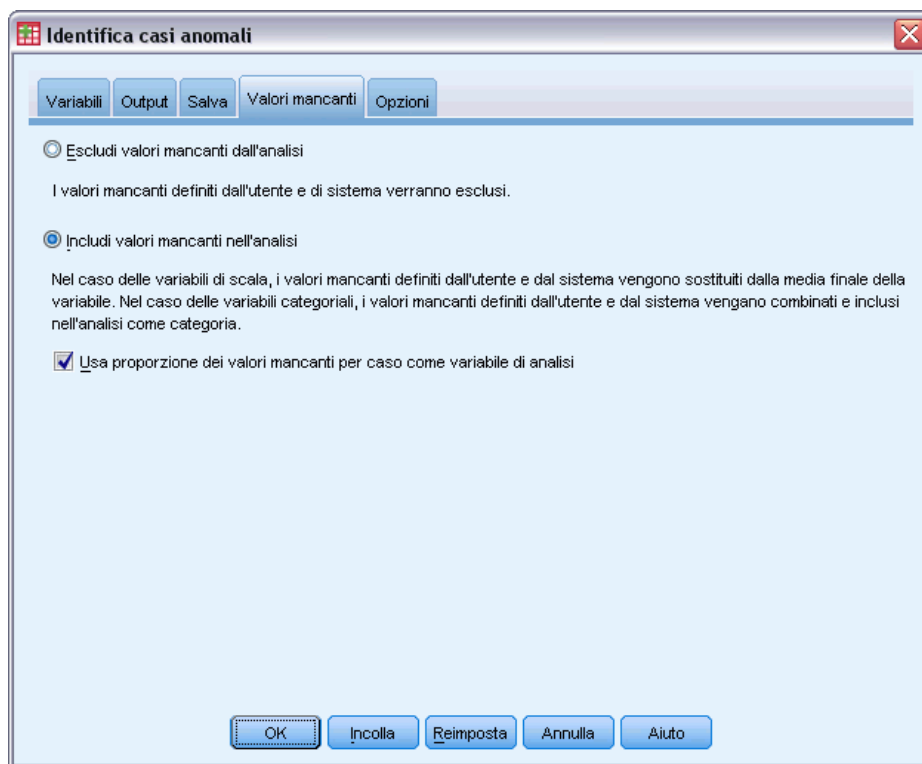 Identifica casi anomali
Variabili Output Salva Valori mancanti Opzioni
Escludi valori mancanti dall'analisi
I valori mancanti definiti dall'utente e di sistema verranno esclusi.
Includi valori mancanti nell'analisi
Nel caso delle variabili di scala, i valori mancanti definiti dall'utente e dal sistema vengono sostituiti dalla media finale della
variabile. Nel caso delle variabili categoriali, i valori mancanti definiti dall'utente e dal sistema vengano combinati e inclusi
nell'analisi come categoria.
Usa proporzione dei valori mancanti per caso come variabile di analisi
OK Incolla Reimposta Annulla Aiuto